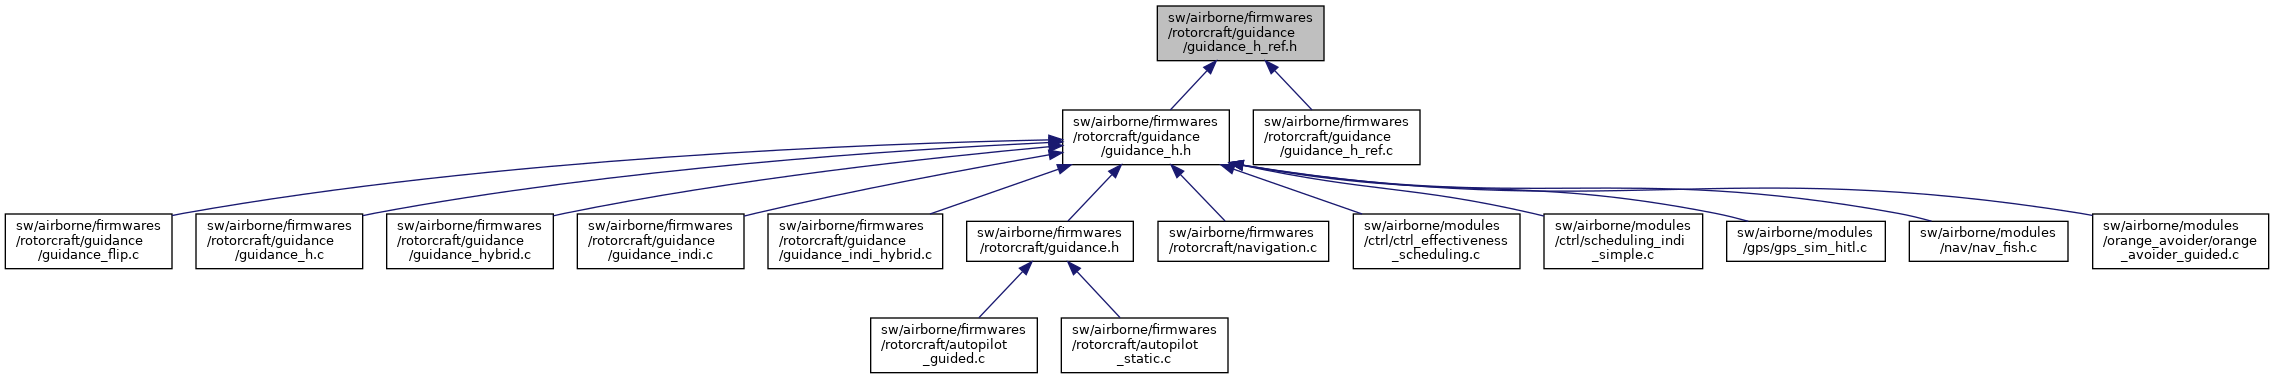 sw/airborne/firmwares
/rotorcraft/guidance
/guidance_h_ref.h
sw/airborne/firmwares
/rotorcraft/guidance
/guidance_h.h
sw/airborne/firmwares
/rotorcraft/guidance
/guidance_h_ref.c
sw/airborne/firmwares
/rotorcraft/guidance
/guidance_flip.c
sw/airborne/firmwares
/rotorcraft/guidance
/guidance_h.c
sw/airborne/firmwares
/rotorcraft/guidance
/guidance_hybrid.c
sw/airborne/firmwares
/rotorcraft/guidance
/guidance_indi.c
sw/airborne/firmwares
/rotorcraft/guidance
/guidance_indi_hybrid.c
sw/airborne/firmwares
/rotorcraft/guidance.h
sw/airborne/firmwares
/rotorcraft/navigation.c
sw/airborne/modules
/ctrl/ctrl_effectiveness
_scheduling.c
sw/airborne/modules
/ctrl/scheduling_indi
_simple.c
sw/airborne/modules
/gps/gps_sim_hitl.c
sw/airborne/modules
/nav/nav_fish.c
sw/airborne/modules
/orange_avoider/orange
_avoider_guided.c
sw/airborne/firmwares
/rotorcraft/autopilot
_guided.c
sw/airborne/firmwares
/rotorcraft/autopilot
_static.c